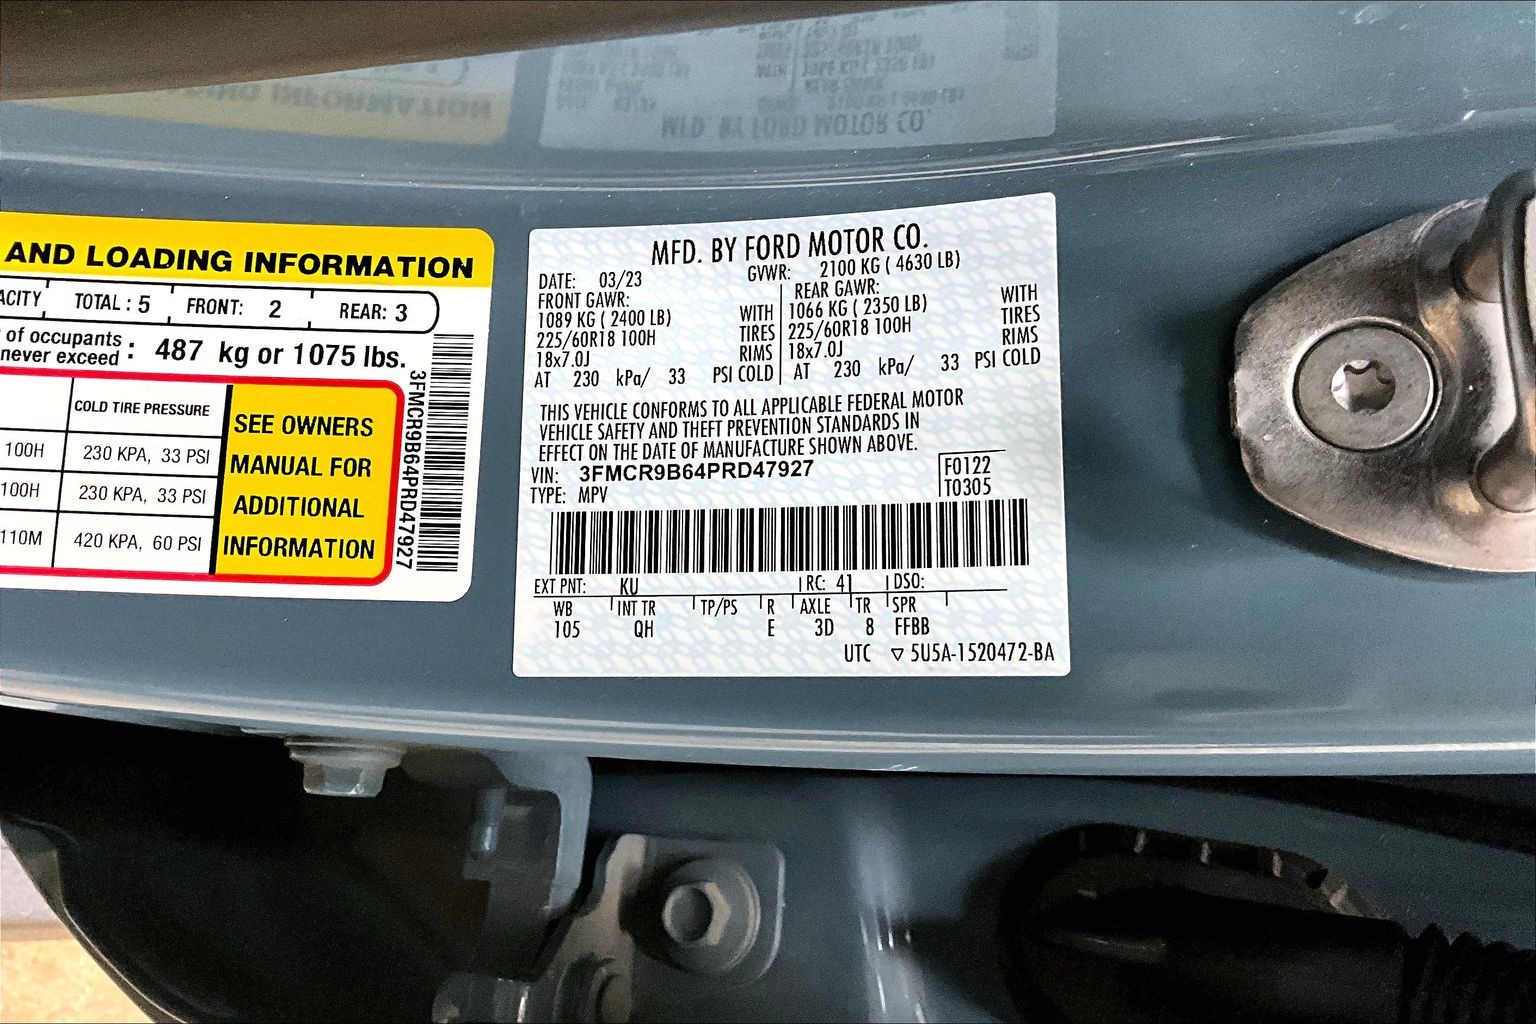 AND LOADING INFORMATION
ACITY TOTAL : 5 FRONT: 2 REAR: 3
of occupants
never exceed : 487 kg or 1075 lbs.
COLD TIRE PRESSURE
100H 230 KPA, 33 PSI
100H 230 KPA, 33 PSI
110M 420 KPA, 60 PSI
SEE OWNERS
MANUAL FOR
ADDITIONAL
INFORMATION
3FMCR9B64PRD47927
MFD. BY FORD MOTOR CO.
DATE: 03/23 GVWR: 2100 KG ( 4630 LB)
FRONT GAWR: REAR GAWR:
1089 KG ( 2400 LB) WITH 1066 KG ( 2350 LB) WITH
225/60R18 100H TIRES 225/60R18 100H TIRES
18x7.0J RIMS 18x7.0J RIMS
AT 230 kPa/ 33 PSI COLD AT 230 kPa/ 33 PSI COLD
THIS VEHICLE CONFORMS TO ALL APPLICABLE FEDERAL MOTOR
VEHICLE SAFETY AND THEFT PREVENTION STANDARDS IN
EFFECT ON THE DATE OF MANUFACTURE SHOWN ABOVE.
VIN: 3FMCR9B64PRD47927 F0122
TYPE: MPV T0305
EXT PNT: KU RC: 41 DSO:
WB INT TR TP/PS R AXLE TR SPR
105 QH E 3D 8 FFBB
UTC ▽ 5U5A-1520472-BA